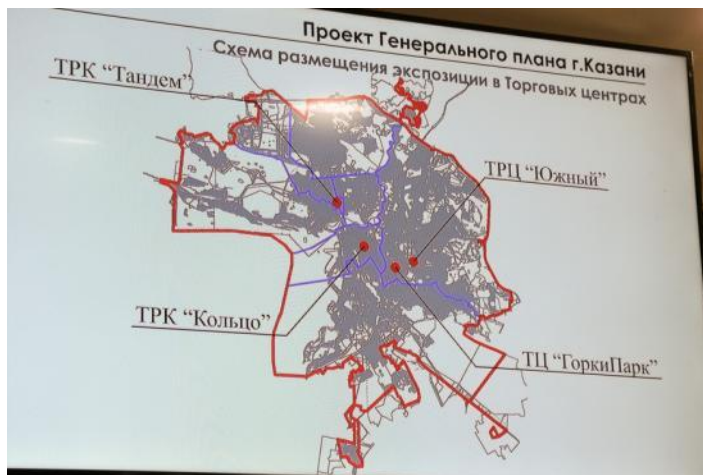 Проект Генерального плана г.Казани
Схема размещения экспозиции в Торговых центрах
ТРК “Тандем”
ТРЦ “Южный”
ТРК “Кольцо”
ТЦ “ГоркиПарк”